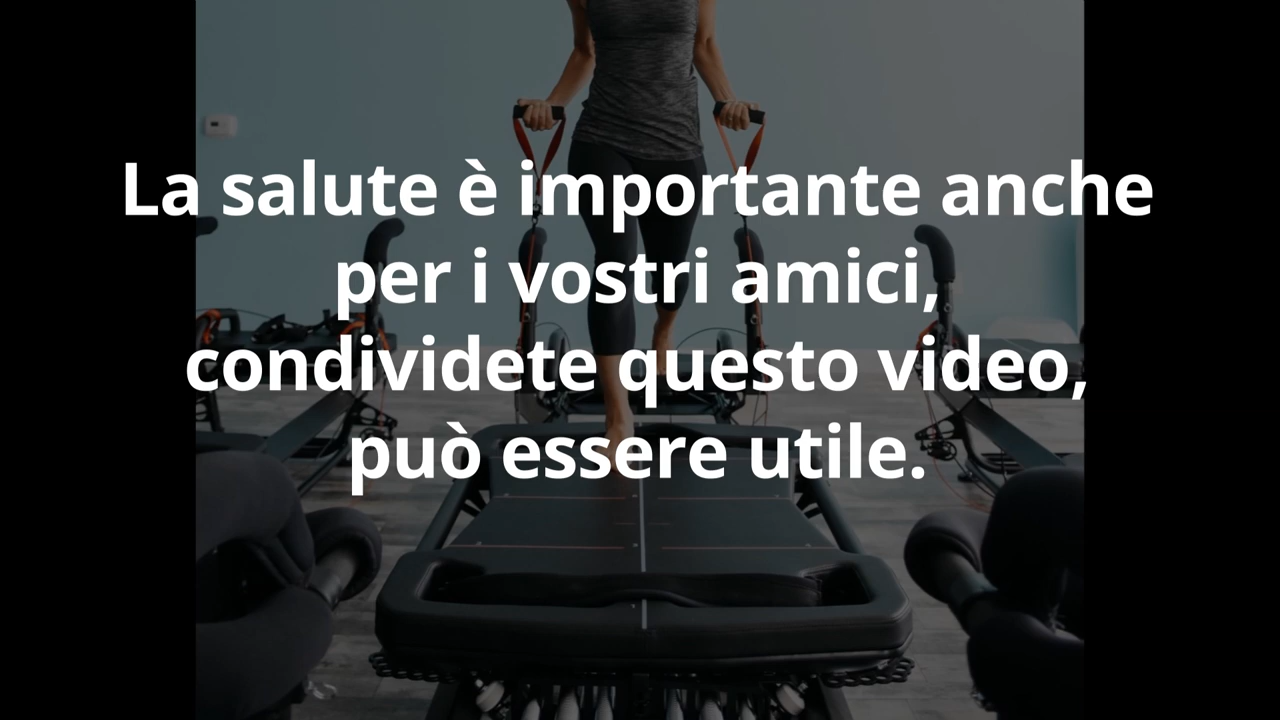 La salute è importante anche
per i vostri amici,
condividete questo video,
può essere utile.